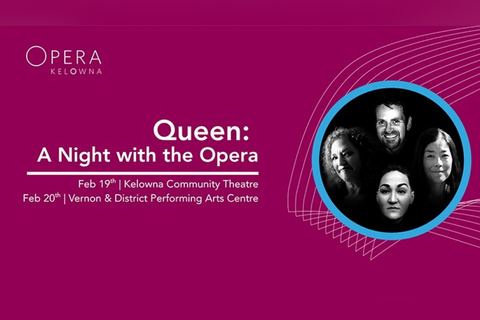 OPERA
KELOWNA
Queen:
A Night with the Opera
Feb 19th | Kelowna Community Theatre
Feb 20th | Vernon & District Performing Arts Centre